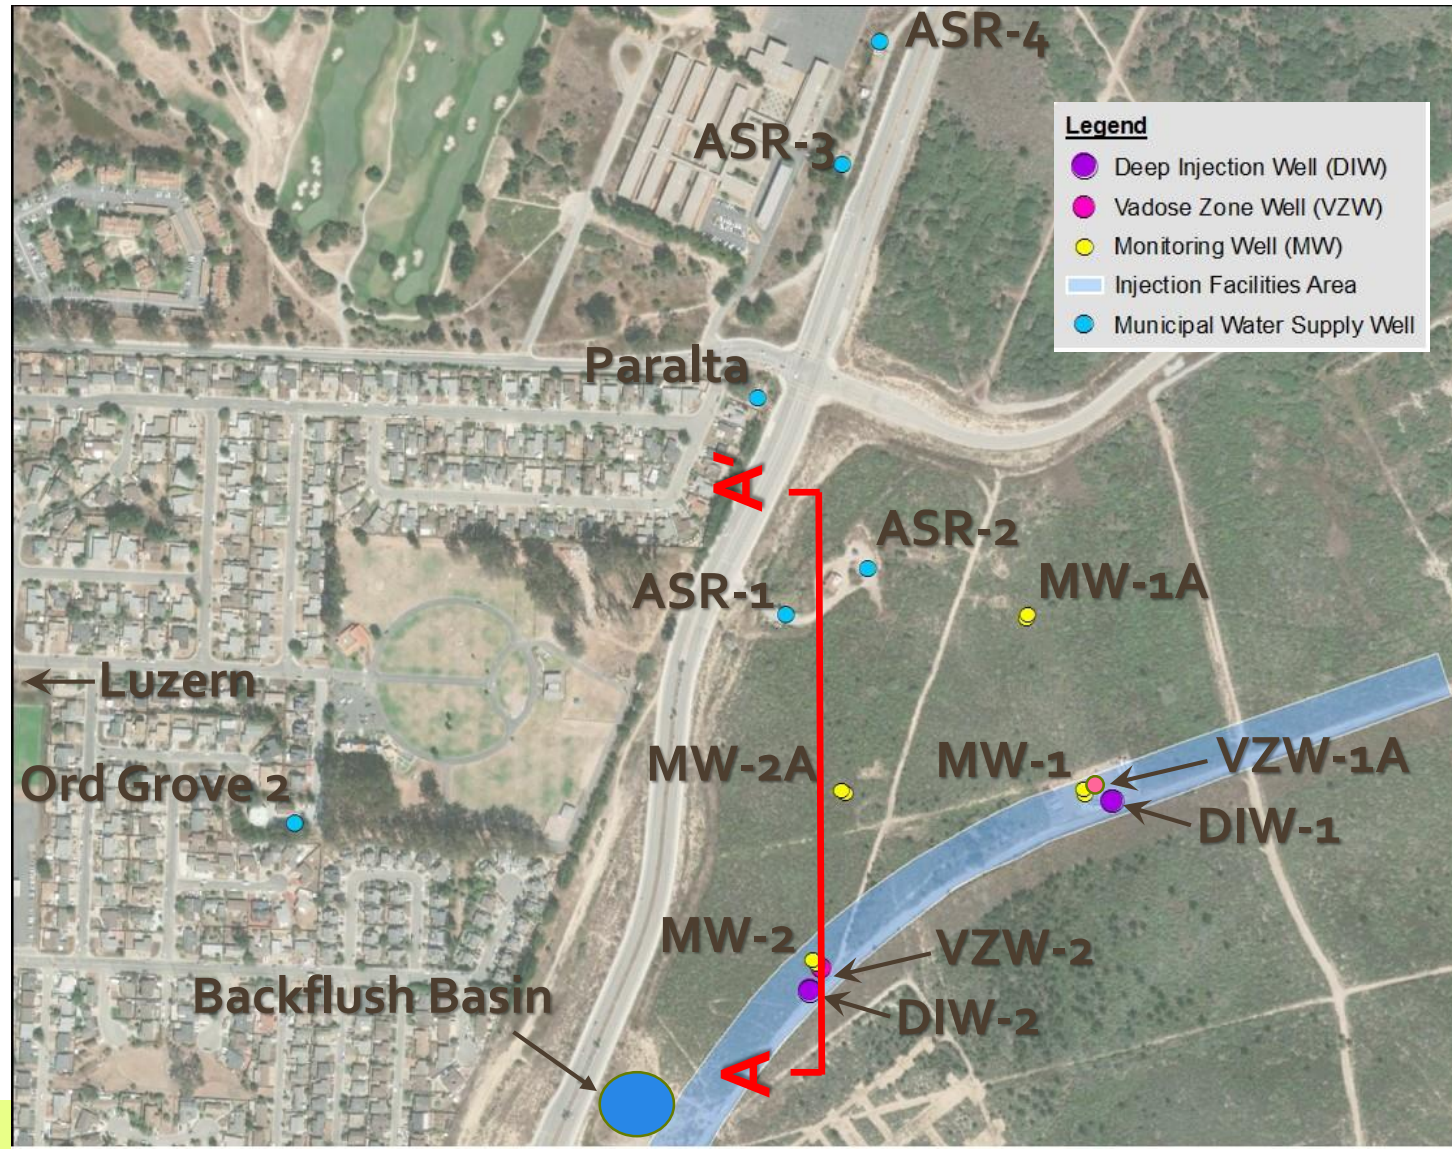 ASR-4
Legend
ASR-3
Deep Injection Well (DIW)
Vadose Zone Well (VZW)
Monitoring Well (MW)
Injection Facilities Area
Municipal Water Supply Well
Paralta
A'
ASR-2
ASR-1
MW-1A
Luzern
MW-2A
MW-1
VZW-1A
Ord Grove 2
DIW-1
MW-2
VZW-2
Backflush Basin
DIW-2
A